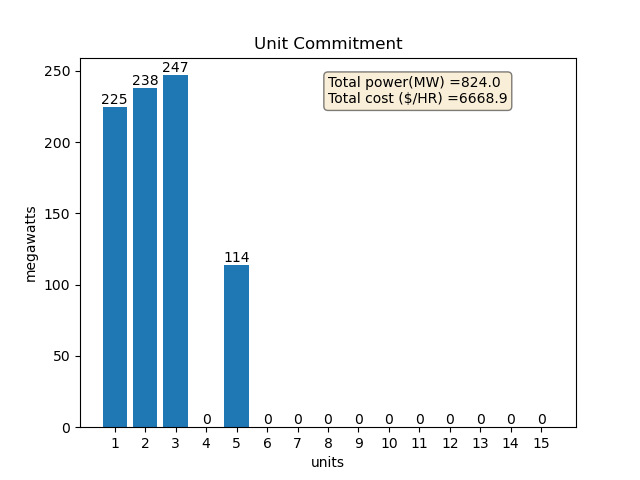 Unit Commitment
Total power(MW) =824.0
Total cost ($/HR) =6668.9
megawatts
250
200
150
100
50
0
225 238 247 0 114 0 0 0 0 0 0 0 0 0 0
1 2 3 4 5 6 7 8 9 10 11 12 13 14 15
units